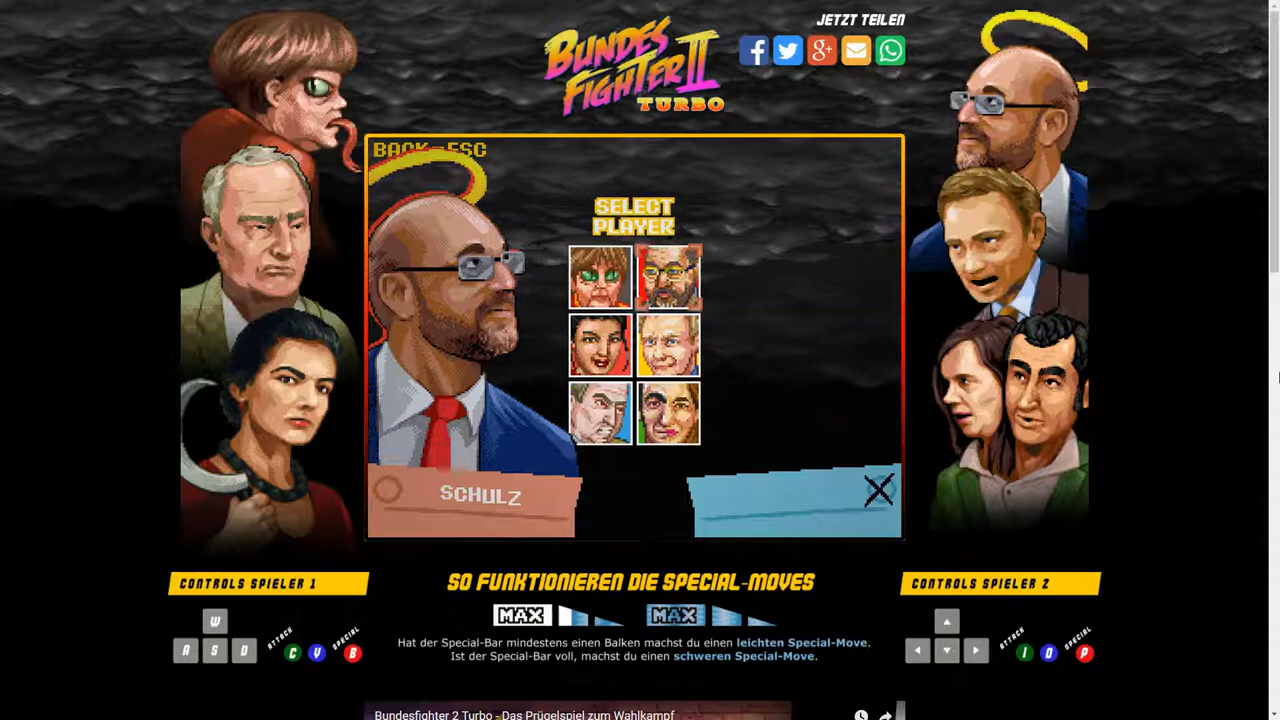 JETZT TEILEN
BUNDES
FIGHTER II
TURBO
BACK-ESC
SELECT
PLAYER
SCHULZ
CONTROLS SPIELER 1
SO FUNKTIONIEREN DIE SPECIAL-MOVES
CONTROLS SPIELER 2
MAX MAX
W
A S D
ATTACK
C V
SPECIAL
B
Hat der Special-Bar mindestens einen Balken machst du einen leichten Special-Move.
Ist der Special-Bar voll, machst du einen schweren Special-Move.
ATTACK
I O
SPECIAL
P
Bundesfighter 2 Turbo - Das Prügelspiel zum Wahlkampf